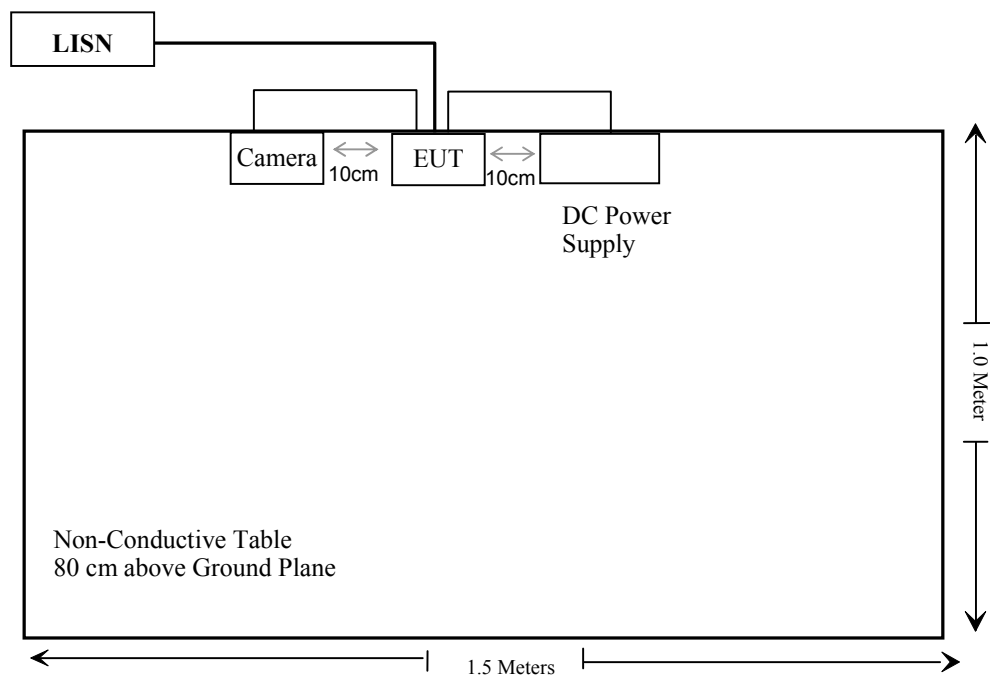 LISN
Camera
10cm
EUT
10cm
DC Power
Supply
1.0 Meter
Non-Conductive Table
80 cm above Ground Plane
1.5 Meters